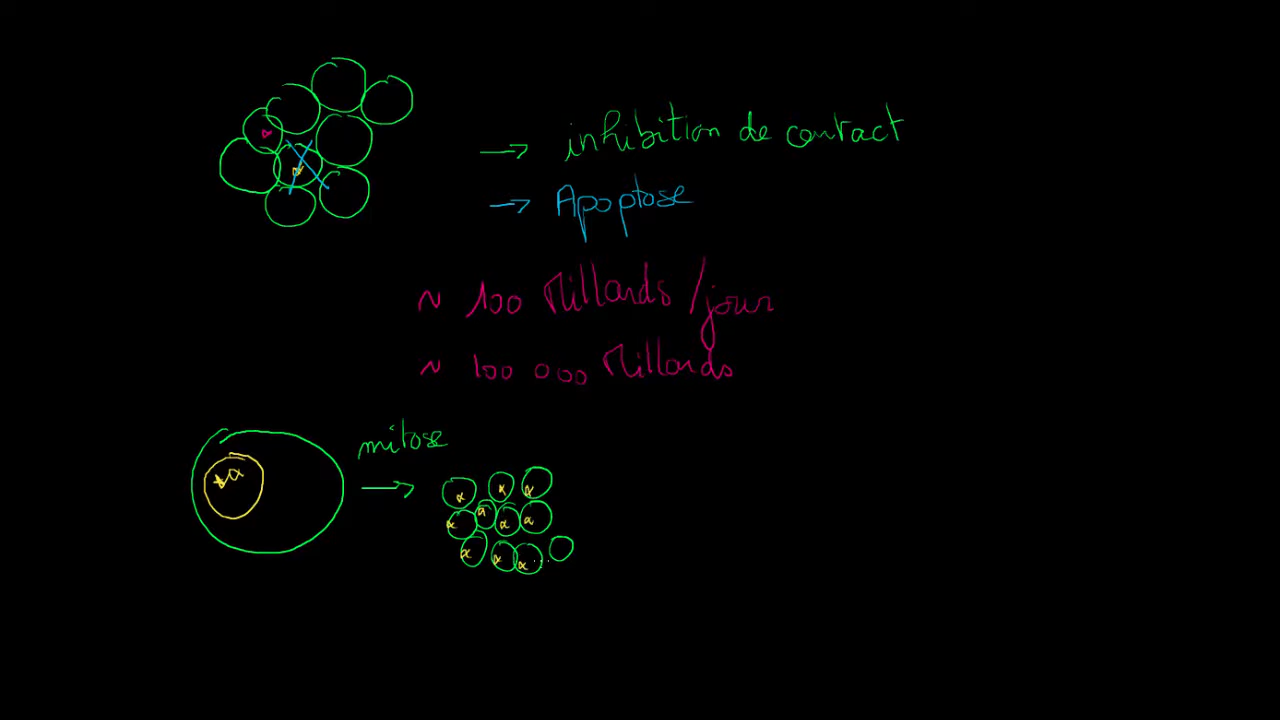 → inhibition de contact
→ Apoptose
~ 100 Milliards /jour
~ 100 000 Milliards
mitose